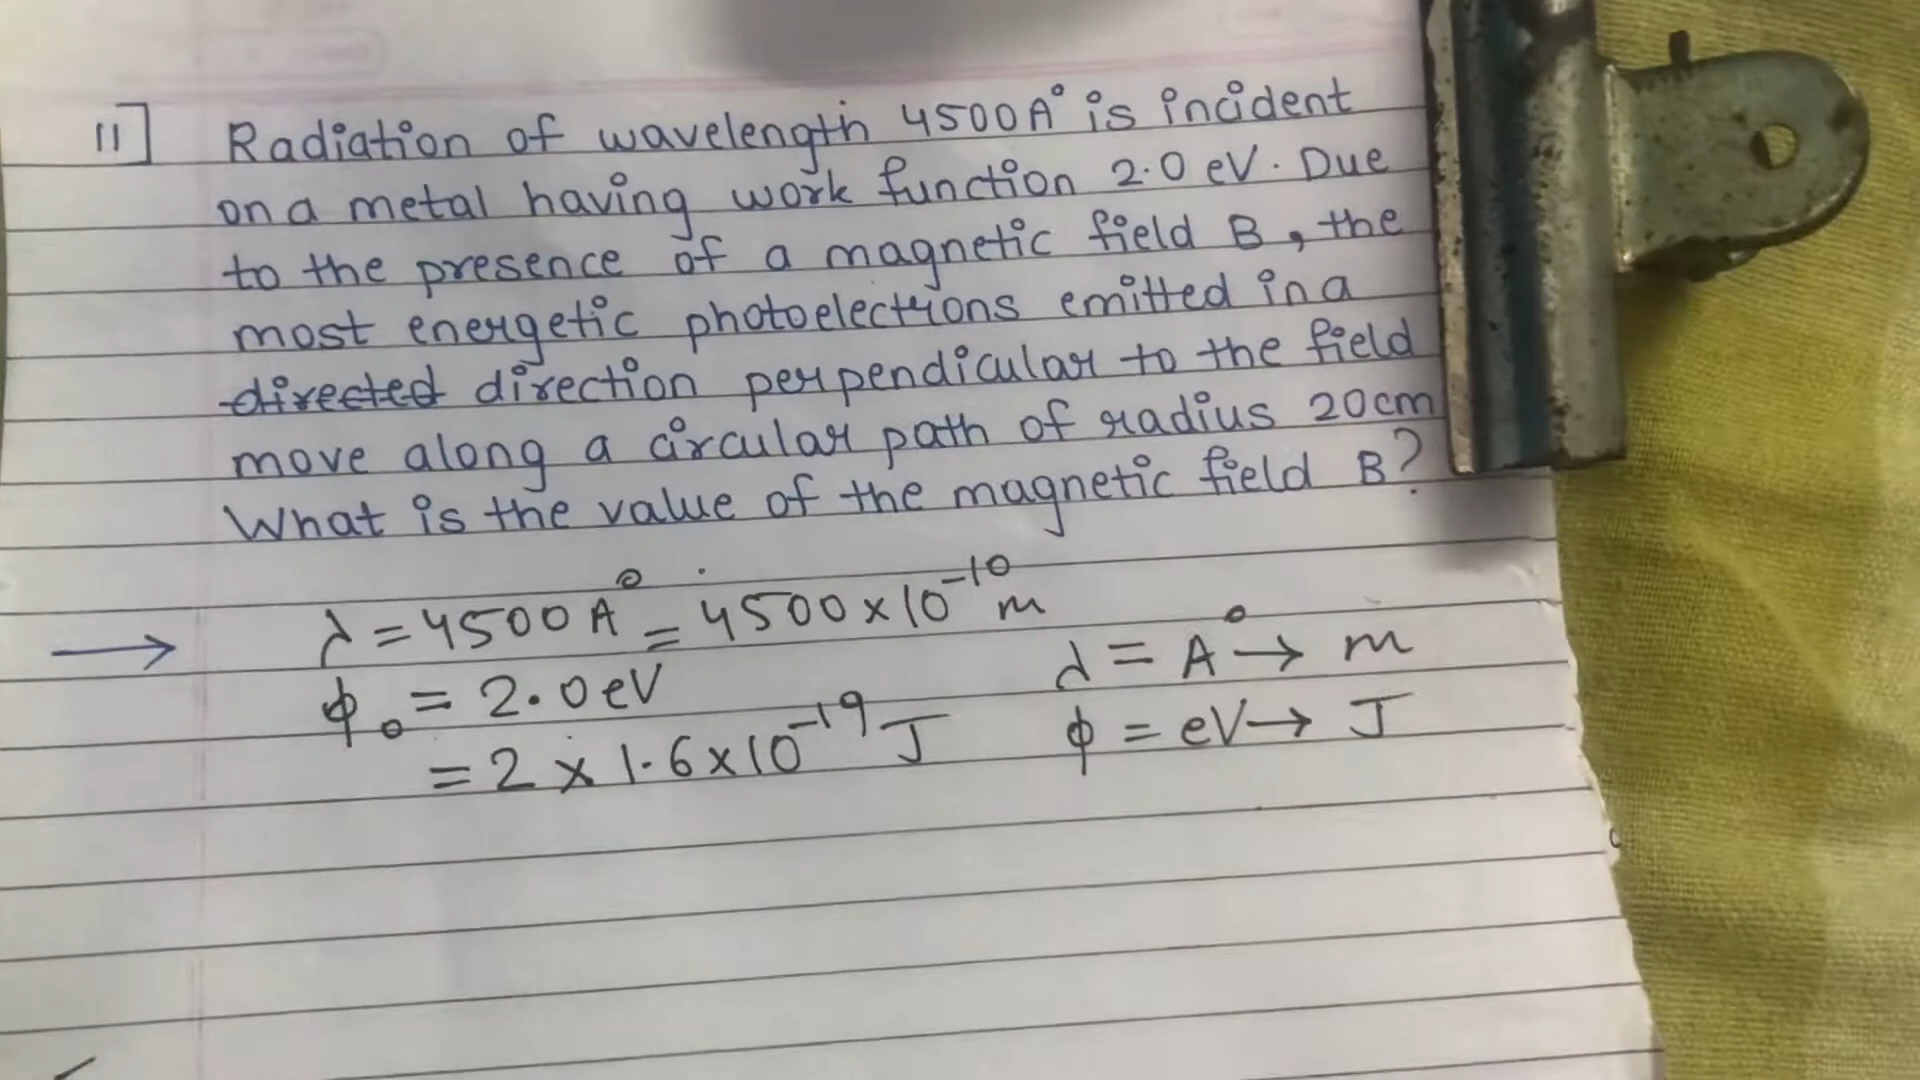 11] Radiation of wavelength 4500A° is incident
on a metal having work function 2.0 eV. Due
to the presence of a magnetic field B, the
most energetic photoelectrons emitted in a
directed direction perpendicular to the field
move along a circular path of radius 20cm
What is the value of the magnetic field B?
→ λ = 4500 A° = 4500 × 10⁻¹⁰ m
λ = A° → m
ϕ₀ = 2.0 eV
ϕ = eV → J
= 2 × 1.6 × 10⁻¹⁹ J